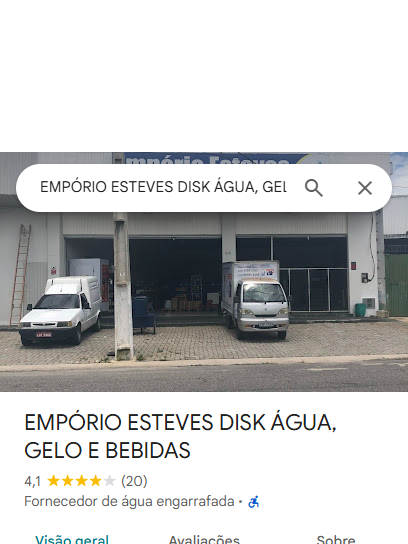 Empório Esteves
EMPÓRIO ESTEVES DISK ÁGUA, GEL
EMPÓRIO ESTEVES DISK ÁGUA,
GELO E BEBIDAS
4,1 (20)
Fornecedor de água engarrafada ·
Visão geral Avaliações Sobre